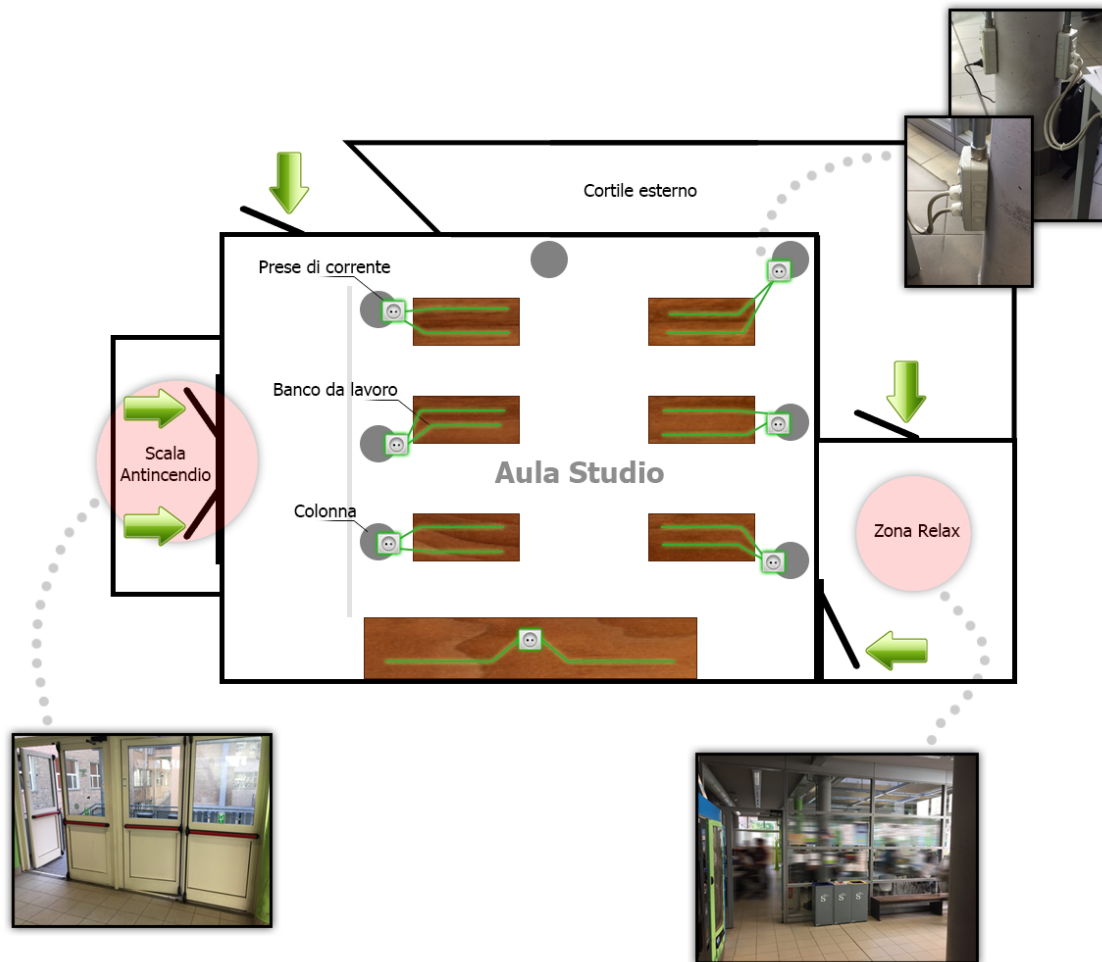 Cortile esterno
Prese di corrente
Banco da lavoro
Scala
Antincendio
Aula Studio
Colonna
Zona Relax